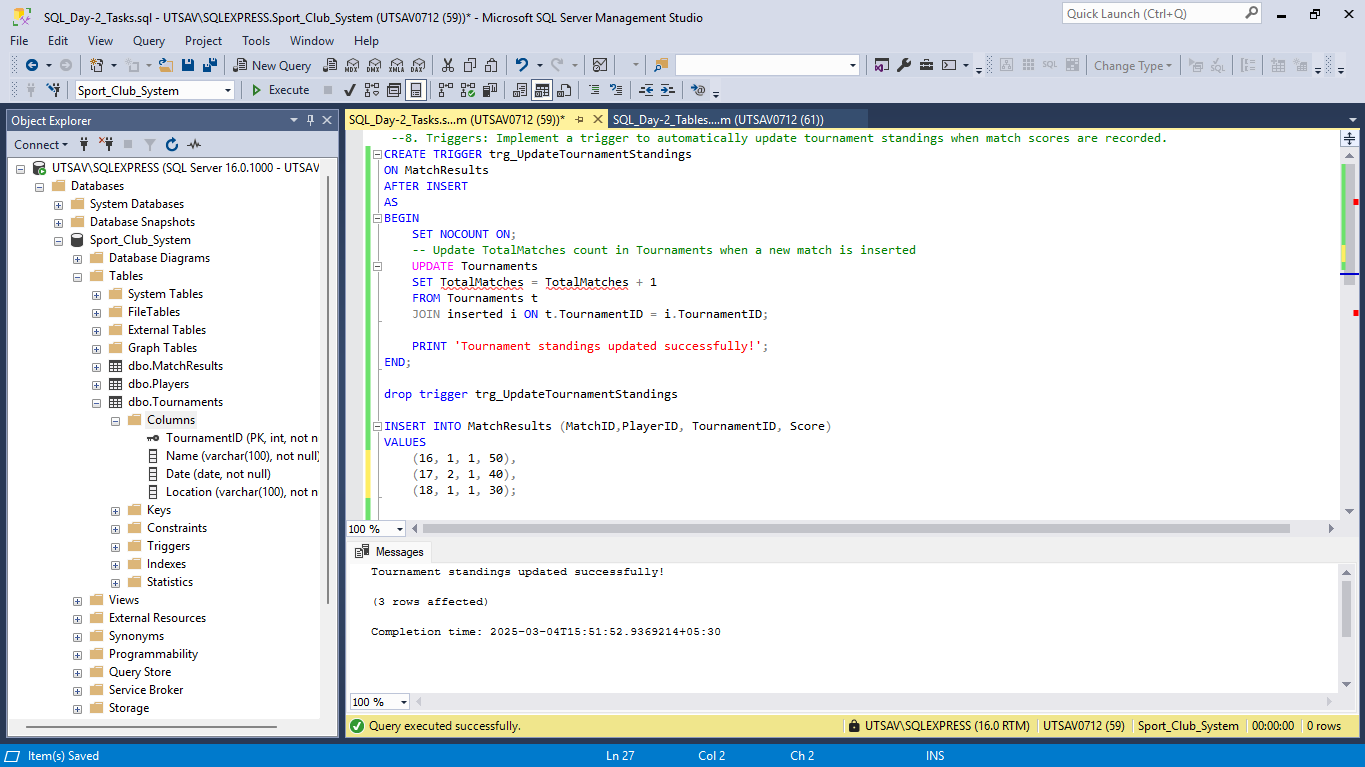 SQL_Day-2_Tasks.sql - UTSAV\SQLEXPRESS.Sport_Club_System (UTSAV0712 (59))* - Microsoft SQL Server Management Studio
Quick Launch (Ctrl+Q)
File Edit View Query Project Tools Window Help
New Query MDX DMX XMLA DAX SQL Change Type SQL
Sport_Club_System Execute
Object Explorer
SQL_Day-2_Tasks.s...m (UTSAV0712 (59))* SQL_Day-2_Tables....m (UTSAV0712 (61))
Connect
UTSAV\SQLEXPRESS (SQL Server 16.0.1000 - UTSAV
Databases
System Databases
Database Snapshots
Sport_Club_System
Database Diagrams
Tables
System Tables
FileTables
External Tables
Graph Tables
dbo.MatchResults
dbo.Players
dbo.Tournaments
Columns
TournamentID (PK, int, not n
Name (varchar(100), not null)
Date (date, not null)
Location (varchar(100), not n
Keys
Constraints
Triggers
Indexes
Statistics
Views
External Resources
Synonyms
Programmability
Query Store
Service Broker
Storage
--8. Triggers: Implement a trigger to automatically update tournament standings when match scores are recorded.
CREATE TRIGGER trg_UpdateTournamentStandings
ON MatchResults
AFTER INSERT
AS
BEGIN
SET NOCOUNT ON;
-- Update TotalMatches count in Tournaments when a new match is inserted
UPDATE Tournaments
SET TotalMatches = TotalMatches + 1
FROM Tournaments t
JOIN inserted i ON t.TournamentID = i.TournamentID;
PRINT 'Tournament standings updated successfully!';
END;
drop trigger trg_UpdateTournamentStandings
INSERT INTO MatchResults (MatchID,PlayerID, TournamentID, Score)
VALUES
(16, 1, 1, 50),
(17, 2, 1, 40),
(18, 1, 1, 30);
100 %
Messages
Tournament standings updated successfully!
(3 rows affected)
Completion time: 2025-03-04T15:51:52.9369214+05:30
100 %
Query executed successfully. UTSAV\SQLEXPRESS (16.0 RTM) UTSAV0712 (59) Sport_Club_System 00:00:00 0 rows
Item(s) Saved Ln 27 Col 2 Ch 2 INS